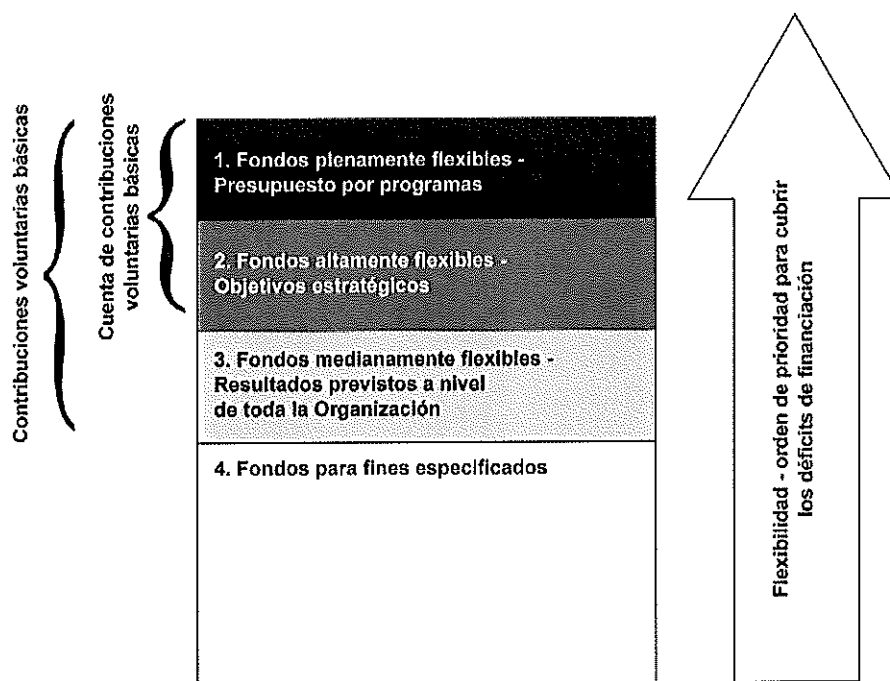 Contribuciones voluntarias básicas
Cuenta de contribuciones
voluntarias básicas
1. Fondos plenamente flexibles -
Presupuesto por programas
2. Fondos altamente flexibles -
Objetivos estratégicos
3. Fondos medianamente flexibles -
Resultados previstos a nivel
de toda la Organización
4. Fondos para fines especificados
Flexibilidad - orden de prioridad para cubrir
los déficits de financiación